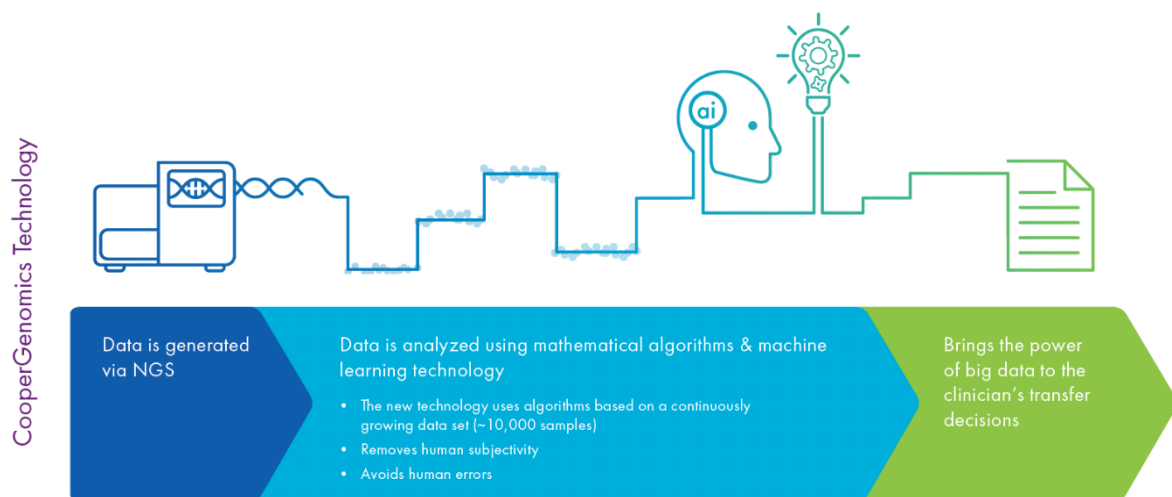 CooperGenomics Technology
ai
Data is generated
via NGS
Data is analyzed using mathematical algorithms & machine
learning technology
• The new technology uses algorithms based on a continuously
growing data set (~10,000 samples)
• Removes human subjectivity
• Avoids human errors
Brings the power
of big data to the
clinician’s transfer
decisions